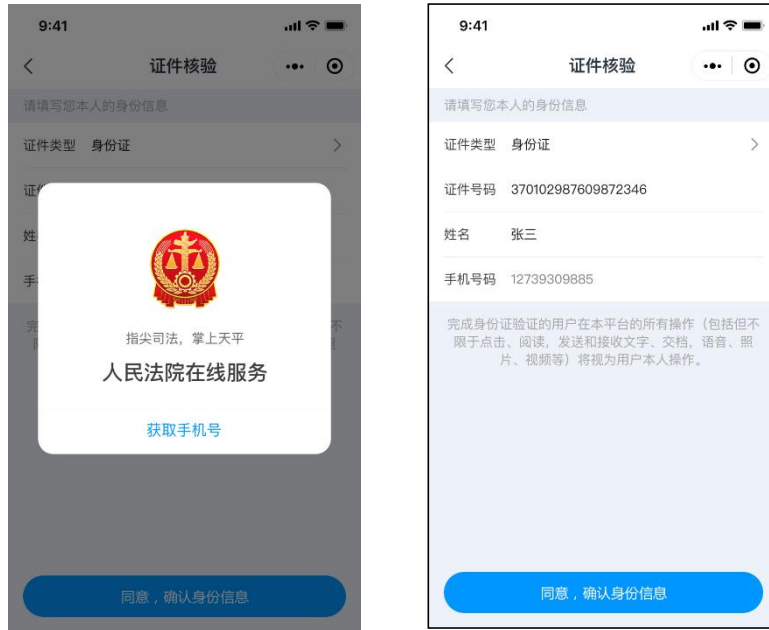 9:41
证件核验
请填写您本人的身份信息
证件类型 身份证
证
姓
手
指尖司法，掌上天平
人民法院在线服务
获取手机号
同意，确认身份信息
9:41
证件核验
请填写您本人的身份信息
证件类型 身份证
证件号码 370102987609872346
姓名 张三
手机号码 12739309885
完成身份证验证的用户在本平台的所有操作（包括但不
限于点击、阅读，发送和接收文字、交档，语音、照
片、视频等）将视为用户本人操作。
同意，确认身份信息